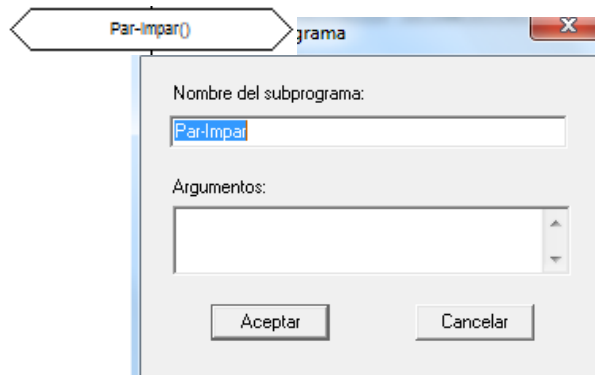 Par-Impar()
grama
Nombre del subprograma:
Par-Impar
Argumentos:
Aceptar
Cancelar